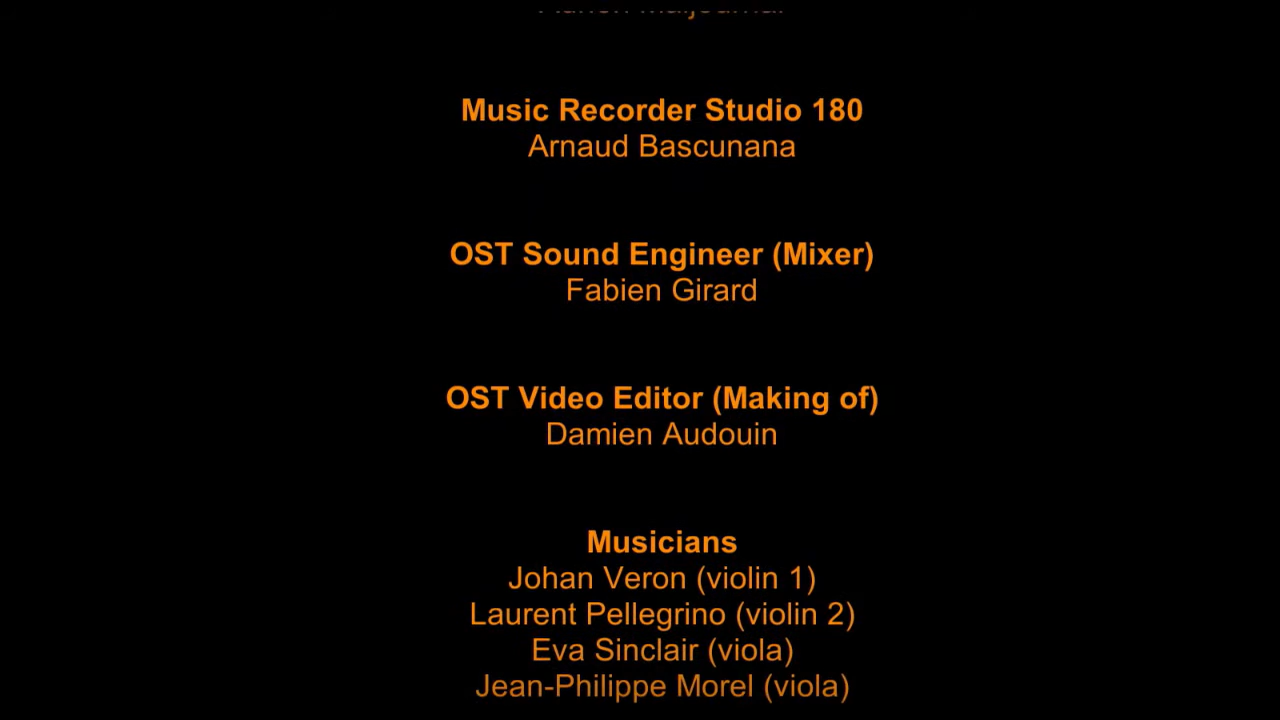 Music Recorder Studio 180
Arnaud Bascunana
OST Sound Engineer (Mixer)
Fabien Girard
OST Video Editor (Making of)
Damien Audouin
Musicians
Johan Veron (violin 1)
Laurent Pellegrino (violin 2)
Eva Sinclair (viola)
Jean-Philippe Morel (viola)